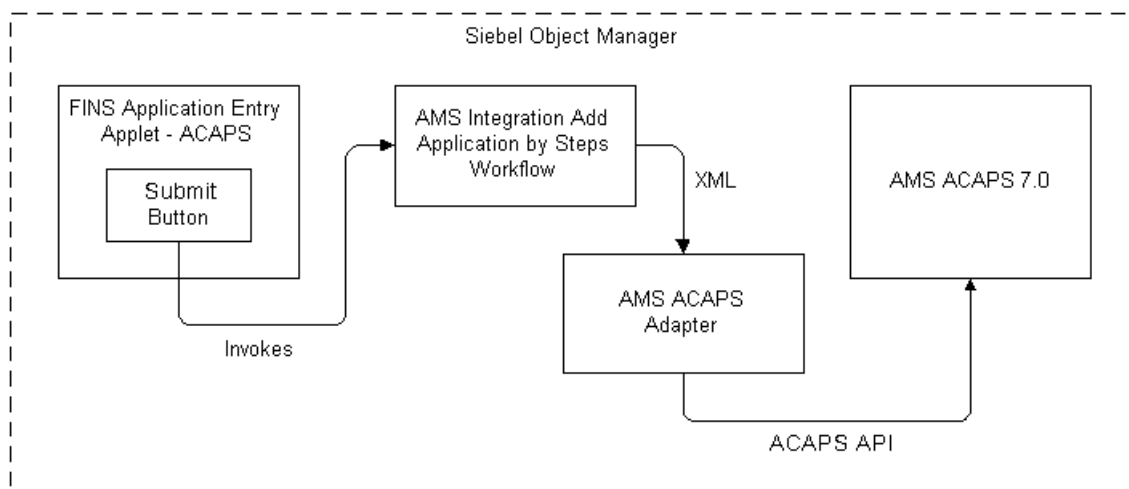 Siebel Object Manager
FINS Application Entry
Applet - ACAPS
Submit
Button
Invokes
AMS Integration Add
Application by Steps
Workflow
XML
AMS ACAPS
Adapter
ACAPS API
AMS ACAPS 7.0